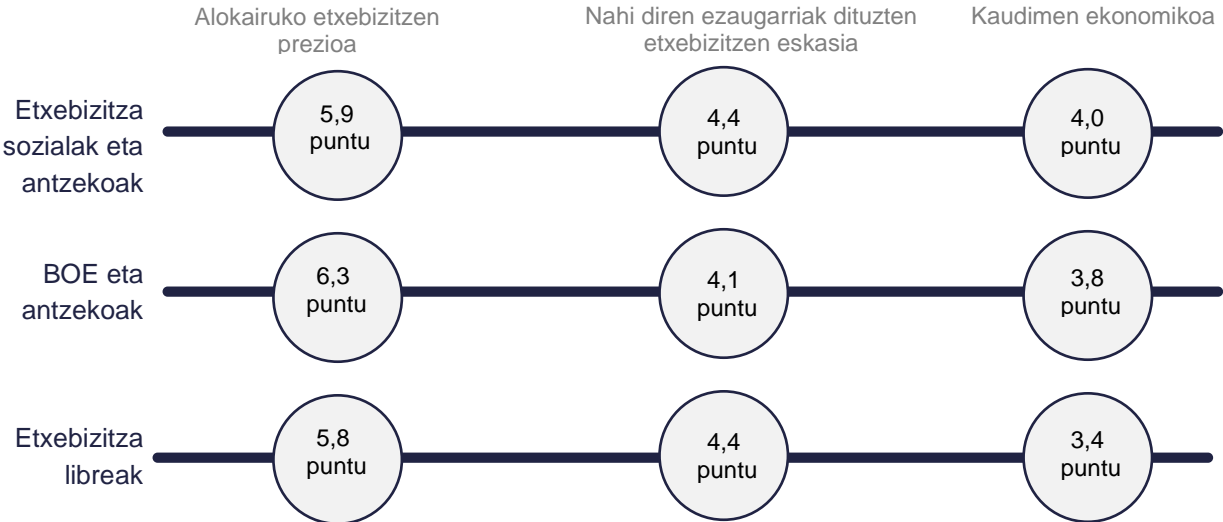 Alokairuko etxebizitzen
prezioa
Nahi diren ezaugarriak dituzten
etxebizitzen eskasia
Kaudimen ekonomikoa
Etxebizitza
sozialak eta
antzekoak
5,9
puntu
4,4
puntu
4,0
puntu
BOE eta
antzekoak
6,3
puntu
4,1
puntu
3,8
puntu
Etxebizitza
libreak
5,8
puntu
4,4
puntu
3,4
puntu